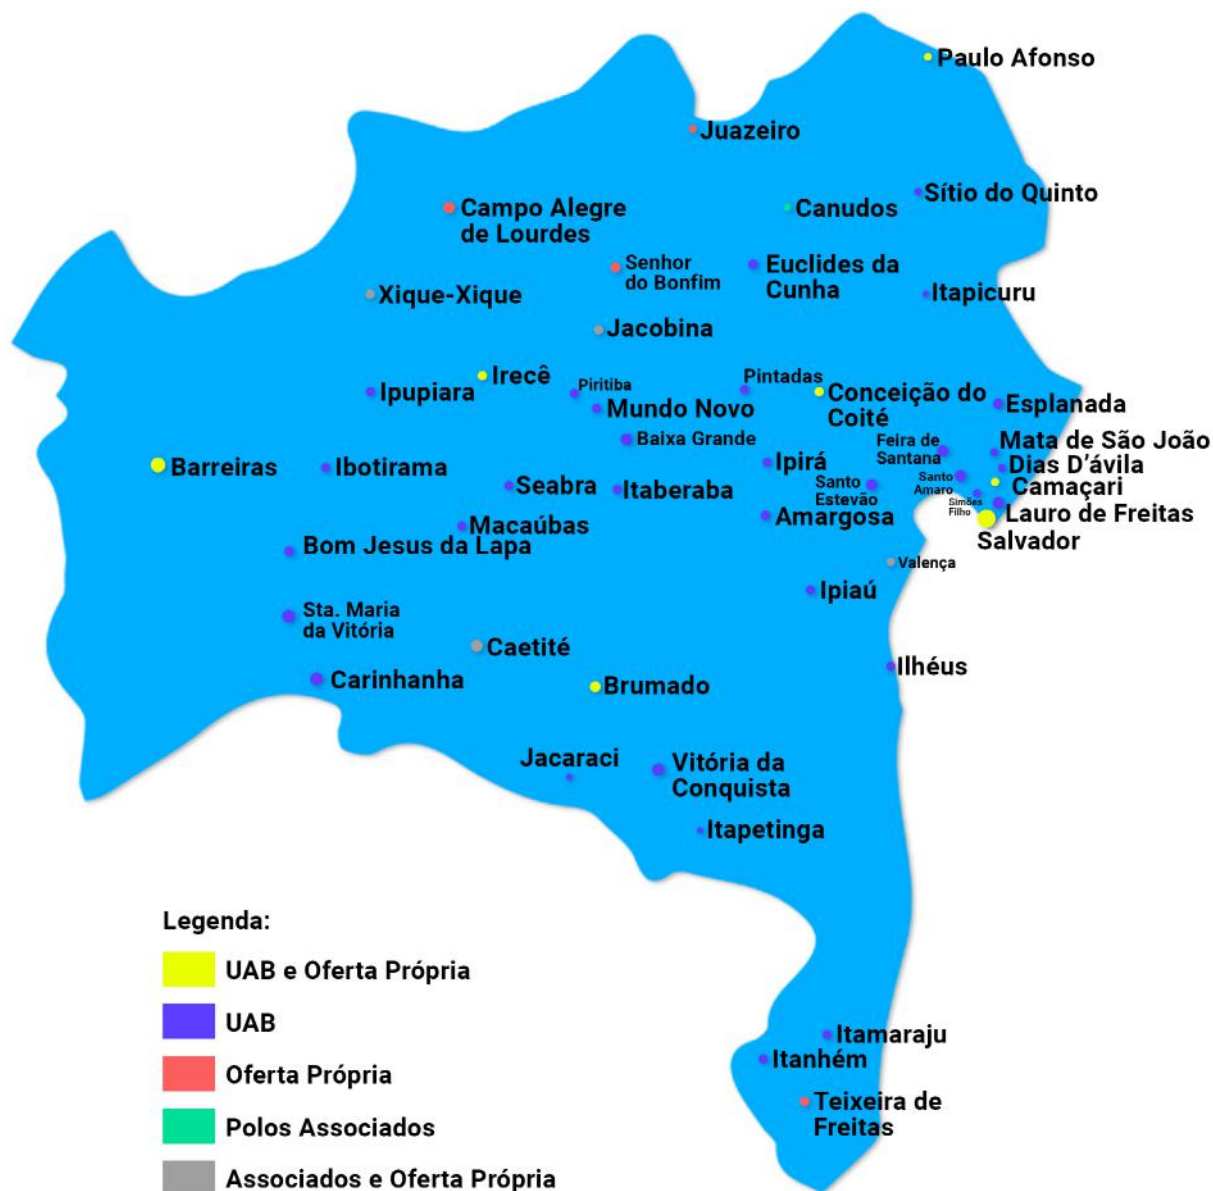 Paulo Afonso
Juazeiro
Sítio do Quinto
Campo Alegre
de Lourdes
Canudos
Senhor
do Bonfim
Euclides da
Cunha
Xique-Xique
Itapicuru
Jacobina
Irecê
Pintadas
Piritiba
Ipupiara
Conceição do
Coité
Mundo Novo
Esplanada
Baixa Grande
Feira de
Santana
Mata de São João
Barreiras
Ibotirama
Ipirá
Dias D’ávila
Seabra
Itaberaba
Santo
Estevão
Santo
Amaro
Camaçari
Simões
Filho
Macaúbas
Amargosa
Lauro de Freitas
Bom Jesus da Lapa
Salvador
Valença
Ipiaú
Sta. Maria
da Vitória
Caetité
Ilhéus
Carinhanha
Brumado
Jacaraci
Vitória da
Conquista
Itapetinga
Legenda:
UAB e Oferta Própria
UAB
Oferta Própria
Polos Associados
Associados e Oferta Própria
Itamaraju
Itanhém
Teixeira de
Freitas